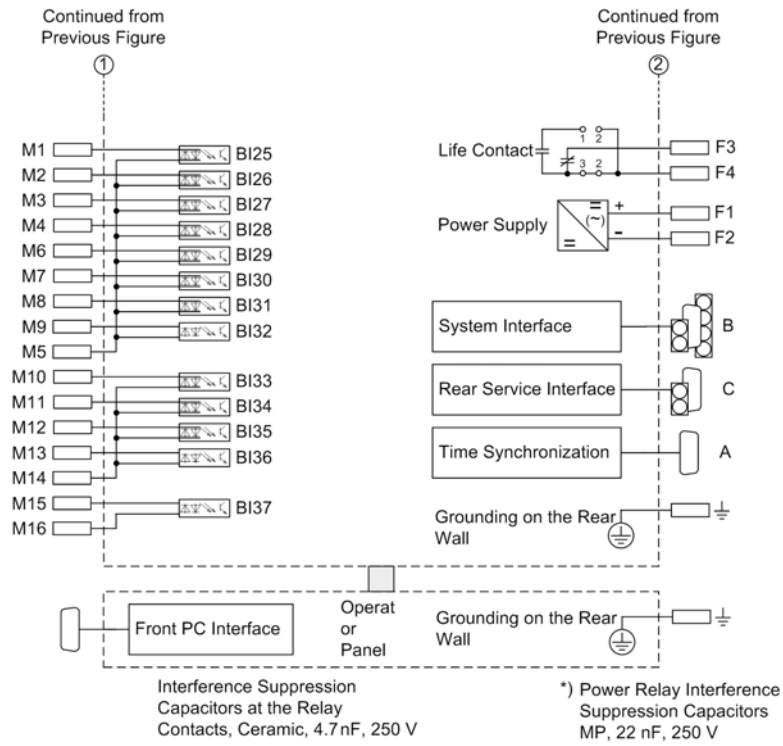 Continued from
Previous Figure
1
Continued from
Previous Figure
2
M1
BI25
M2
BI26
M3
BI27
M4
BI28
M6
BI29
M7
BI30
M8
BI31
M9
BI32
M5
M10
BI33
M11
BI34
M12
BI35
M13
BI36
M14
M15
BI37
M16
Life Contact
1 2
3 2
F3
F4
Power Supply
=
(~)
=
+
-
F1
F2
System Interface
B
Rear Service Interface
C
Time Synchronization
A
Grounding on the Rear
Wall
Front PC Interface
Operat
or
Panel
Grounding on the Rear
Wall
Interference Suppression
Capacitors at the Relay
Contacts, Ceramic, 4.7 nF, 250 V
*) Power Relay Interference
Suppression Capacitors
MP, 22 nF, 250 V